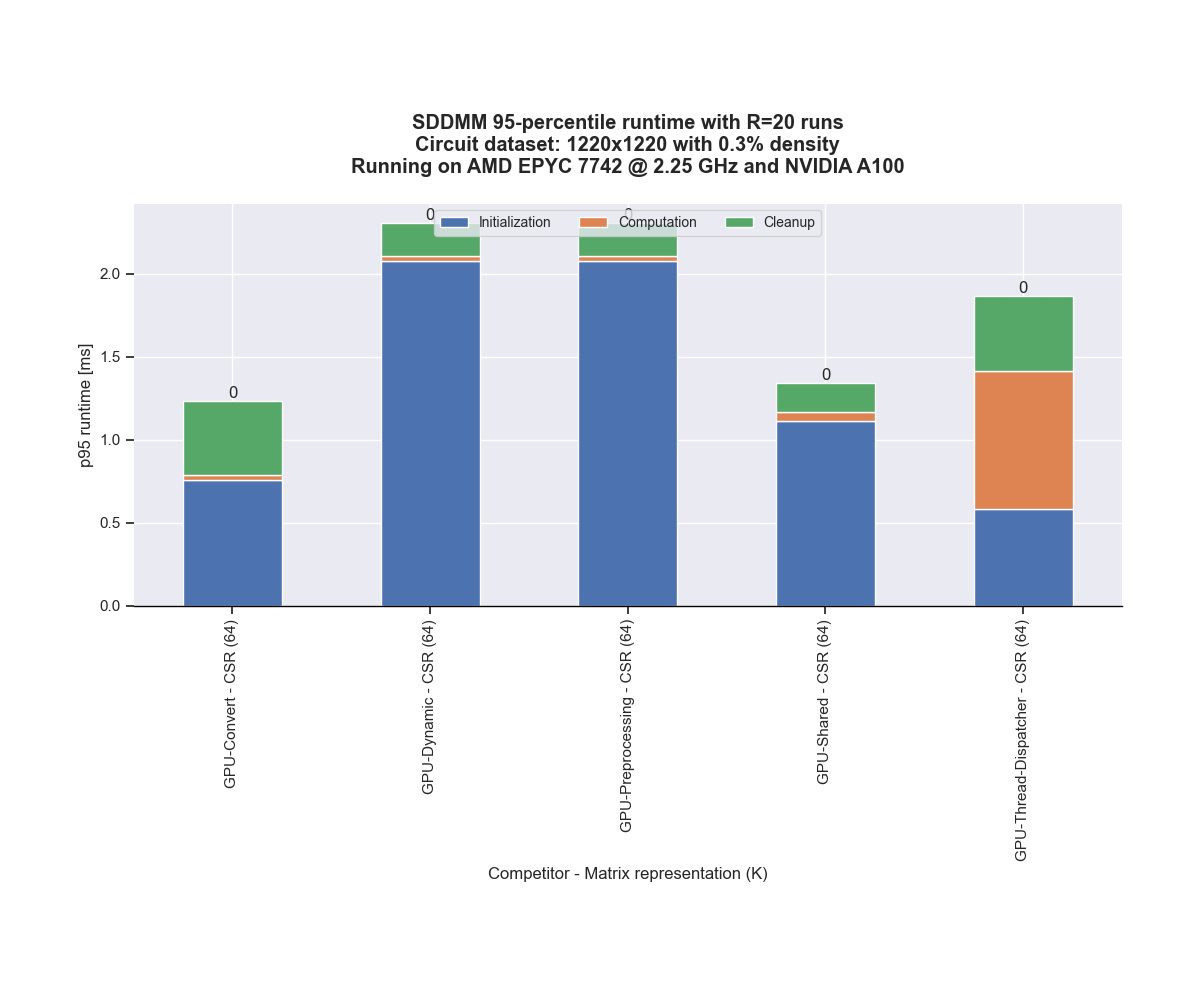 SDDMM 95-percentile runtime with R=20 runs
Circuit dataset: 1220x1220 with 0.3% density
Running on AMD EPYC 7742 @ 2.25 GHz and NVIDIA A100
Initialization Computation Cleanup
0
0
0
0
0
p95 runtime [ms]
2.0
1.5
1.0
0.5
0.0
GPU-Convert - CSR (64)
GPU-Dynamic - CSR (64)
GPU-Preprocessing - CSR (64)
GPU-Shared - CSR (64)
GPU-Thread-Dispatcher - CSR (64)
Competitor - Matrix representation (K)